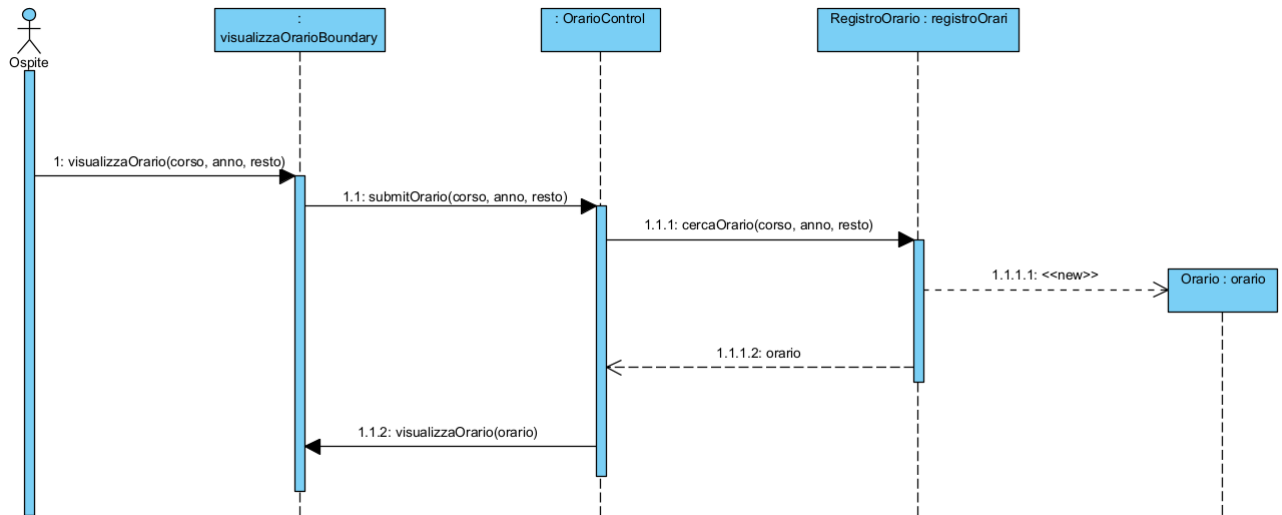 Ospite
:
visualizzaOrarioBoundary
: OrarioControl
RegistroOrario : registroOrari
1: visualizzaOrario(corso, anno, resto)
1.1: submitOrario(corso, anno, resto)
1.1.1: cercaOrario(corso, anno, resto)
1.1.1.1: <<new>>
Orario : orario
1.1.1.2: orario
1.1.2: visualizzaOrario(orario)